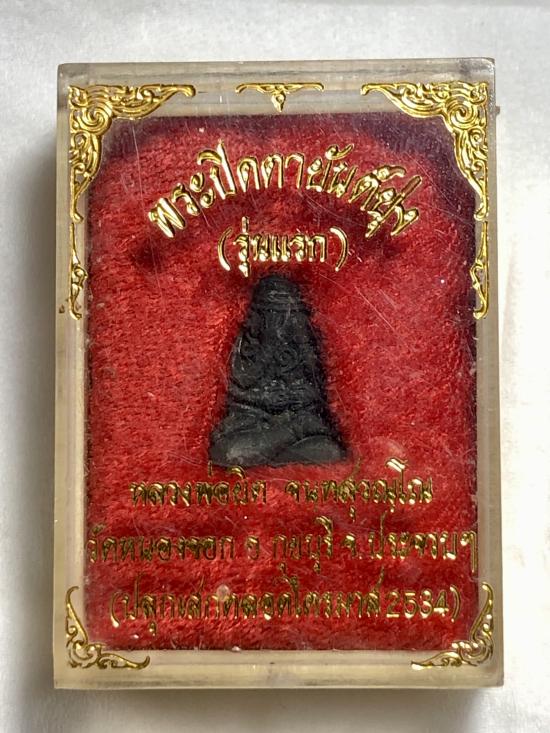 พระปิดตายันต์ยุ่ง
(รุ่นแรก)
หลวงพ่อยิด จนฺทสุวณฺโณ
วัดหนองจอก อ กุยบุรี จ.ประจวบฯ
(ปลุกเสกตลอดไตรมาส 2534)